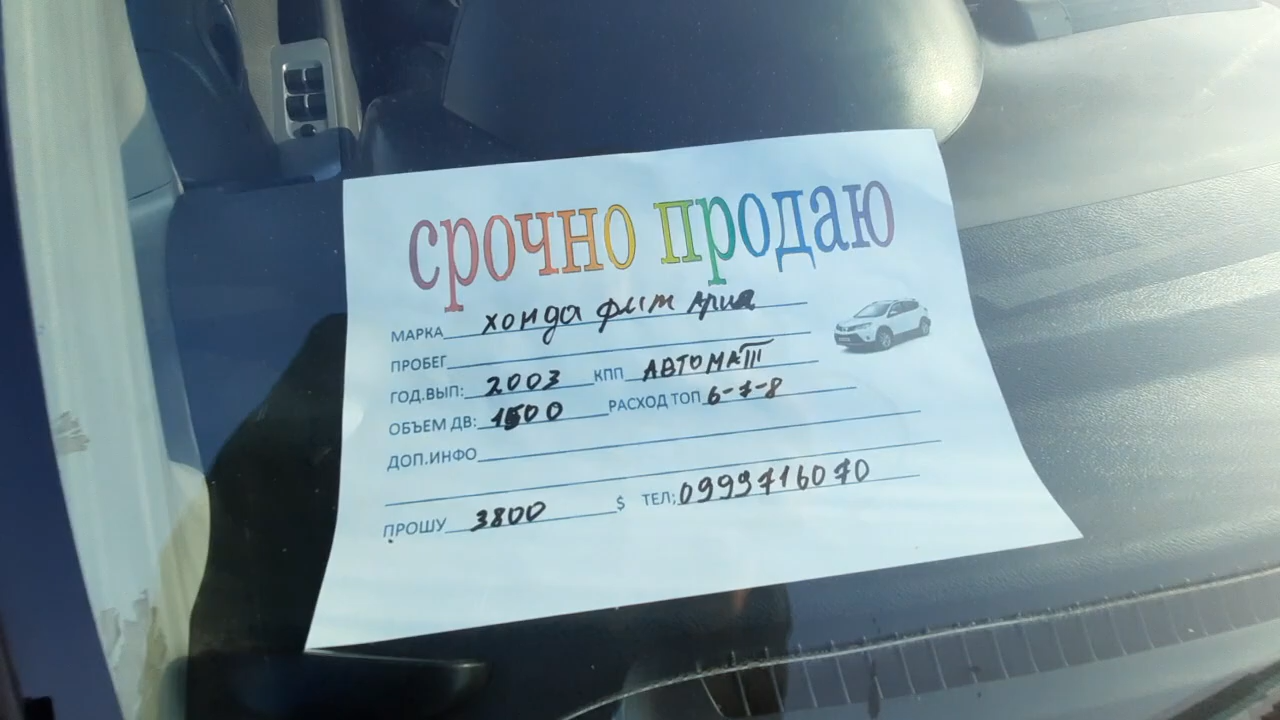 срочно продаю
МАРКА хонда фит Ариа
ПРОБЕГ
ГОД.ВЫП: 2003 КПП АВТОМАТ
ОБЪЕМ ДВ: 1500 РАСХОД ТОП 6-7-8
ДОП.ИНФО
ПРОШУ 3800 $ ТЕЛ: 0999716070